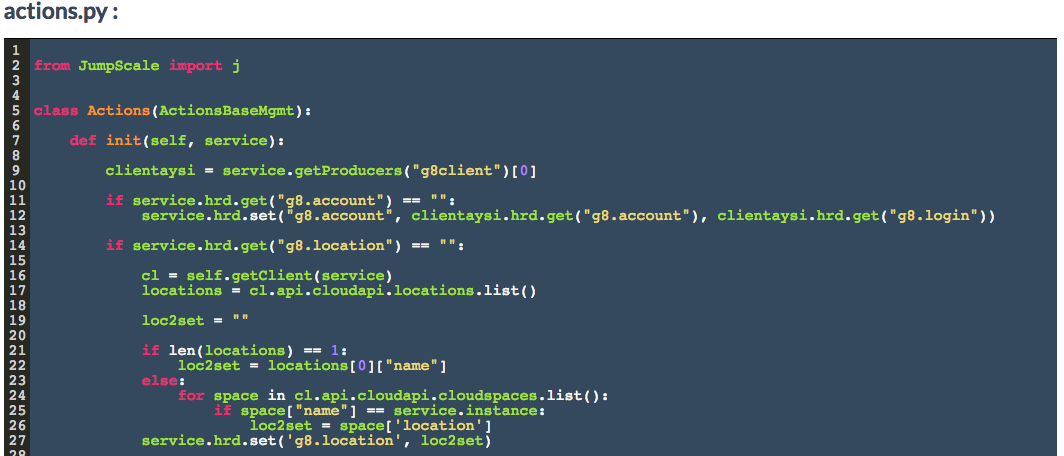 actions.py :
1
2 from JumpScale import j
3
4
5 class Actions(ActionsBaseMgmt):
6
7     def init(self, service):
8
9         clientaysi = service.getProducers("g8client")[0]
10
11         if service.hrd.get("g8.account") == "":
12             service.hrd.set("g8.account", clientaysi.hrd.get("g8.account"), clientaysi.hrd.get("g8.login"))
13
14         if service.hrd.get("g8.location") == "":
15
16             cl = self.getClient(service)
17             locations = cl.api.cloudapi.locations.list()
18
19             loc2set = ""
20
21             if len(locations) == 1:
22                 loc2set = locations[0]["name"]
23             else:
24                 for space in cl.api.cloudapi.cloudspaces.list():
25                     if space["name"] == service.instance:
26                         loc2set = space['location']
27             service.hrd.set('g8.location', loc2set)
28